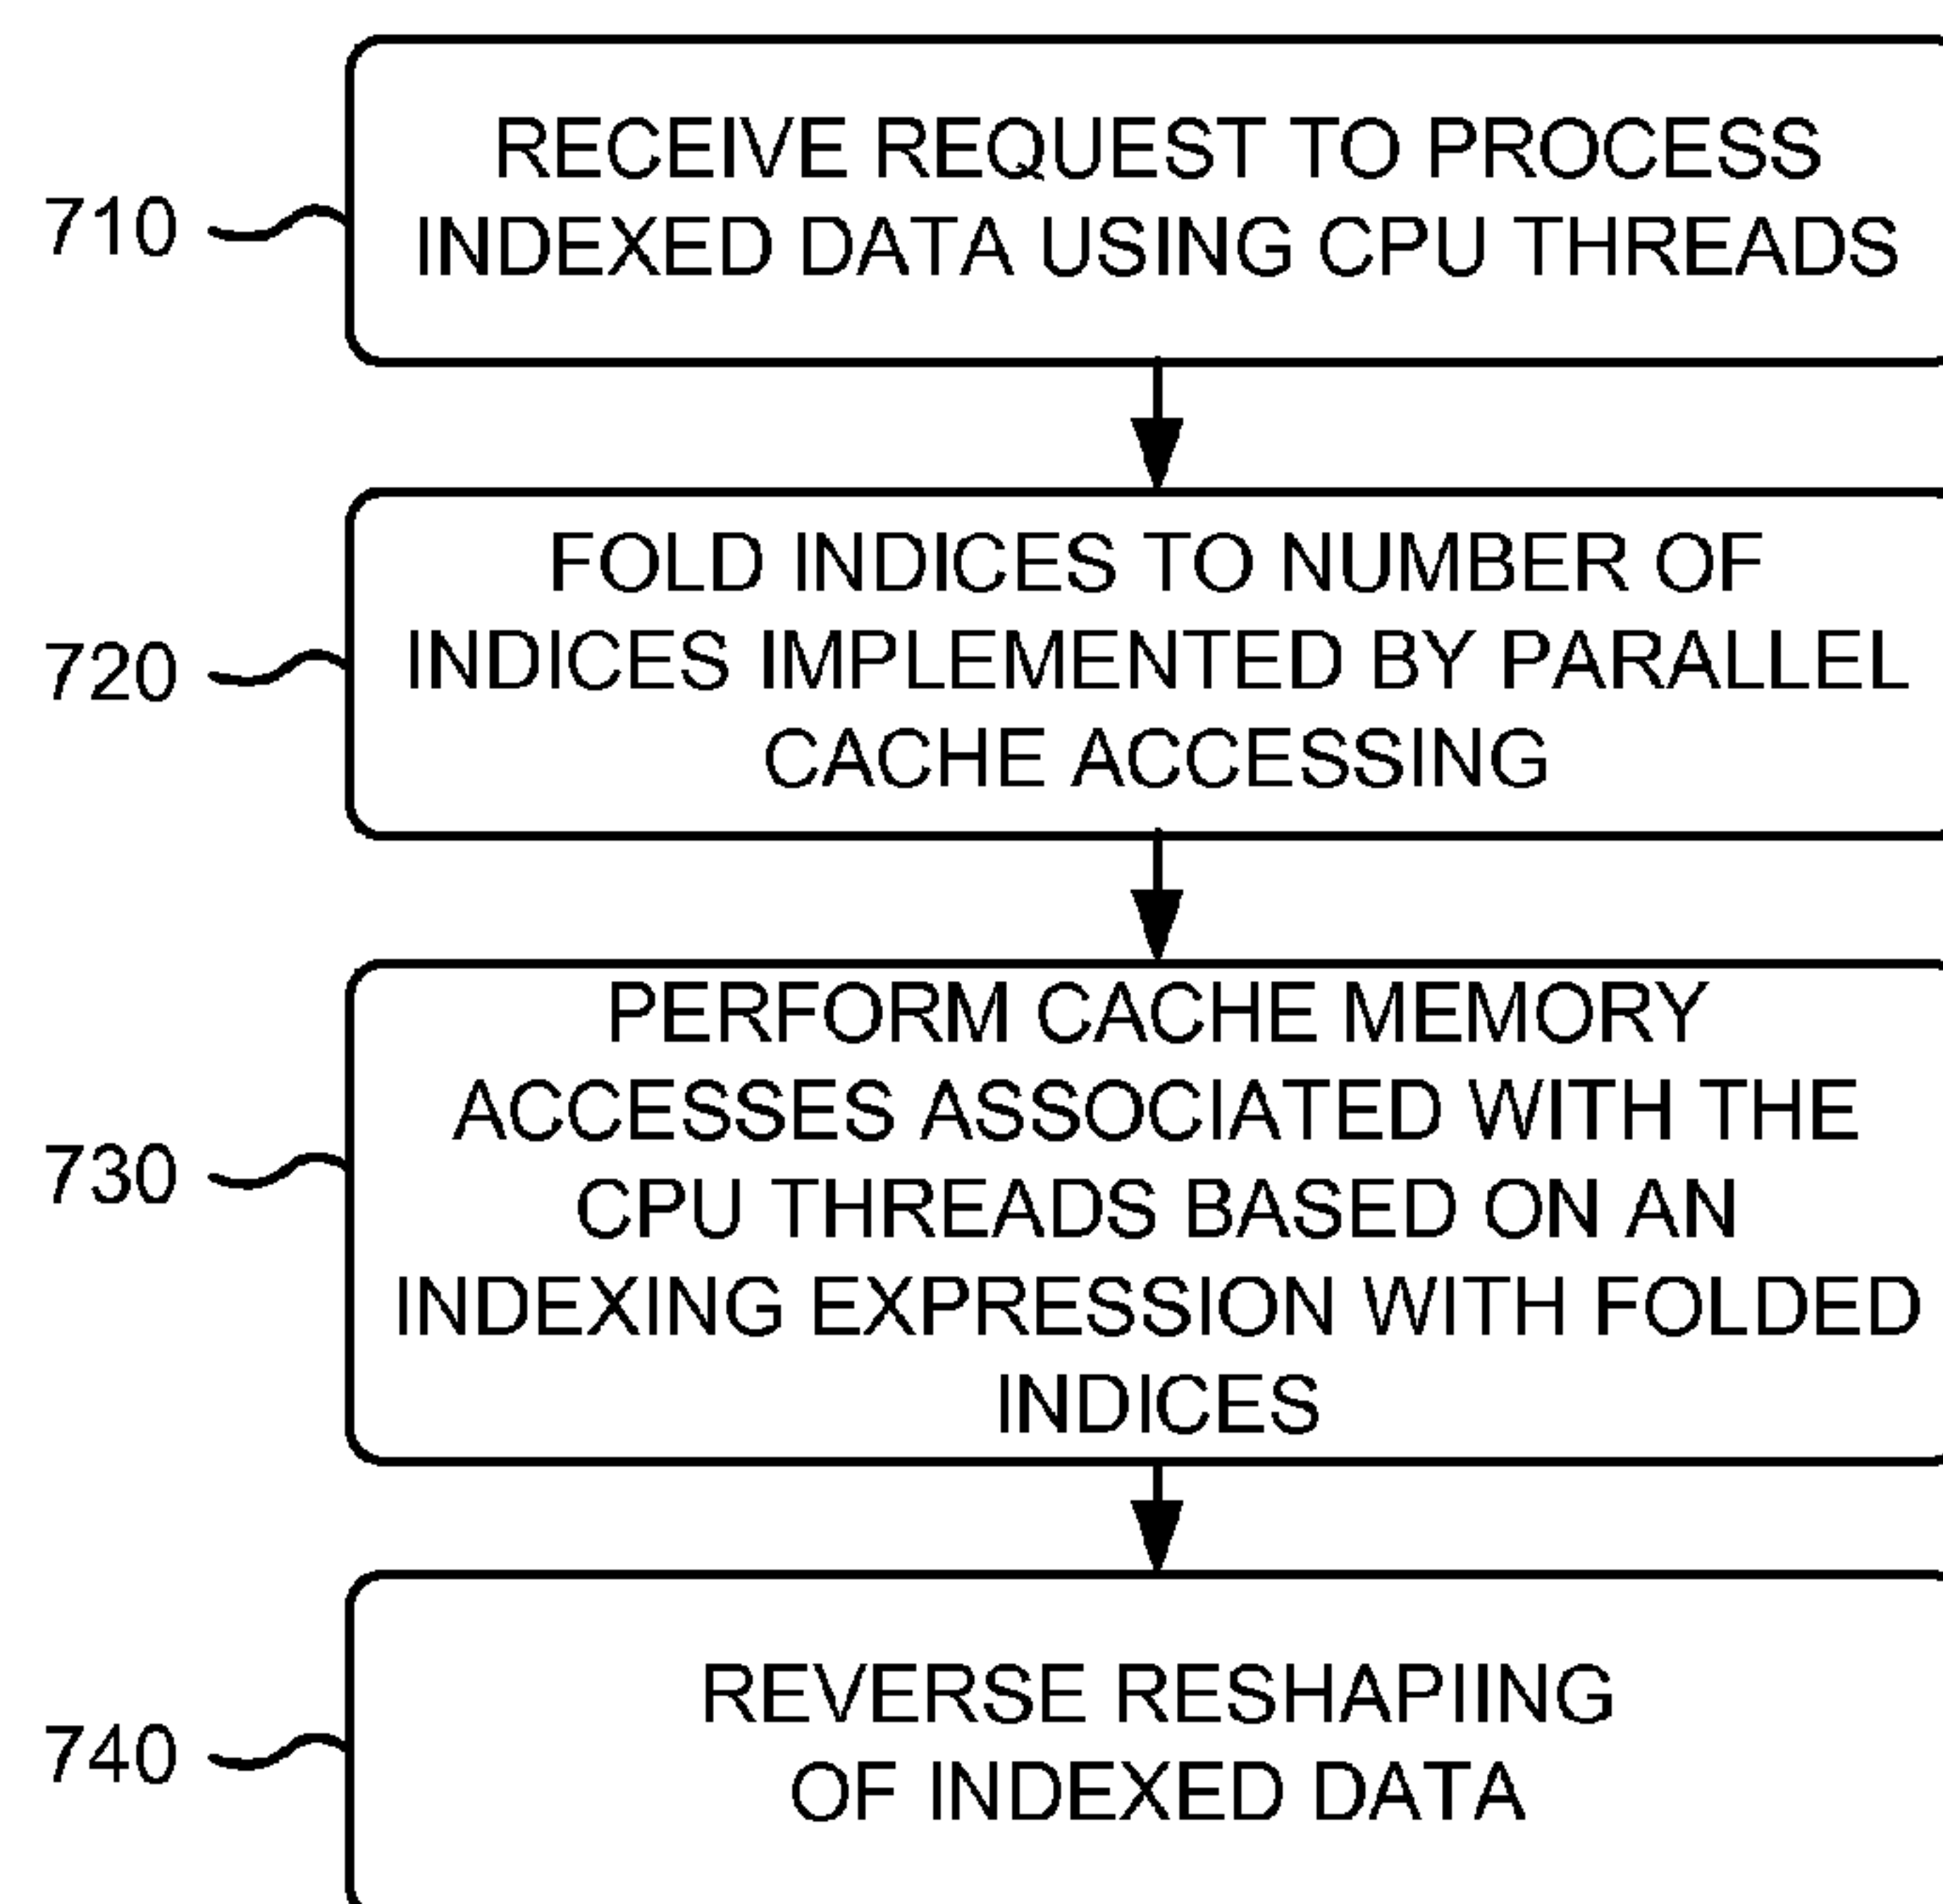 RECEIVE REQUEST TO PROCESS
710 INDEXED DATA USING CPU THREADS
FOLD INDICES TO NUMBER OF
720 INDICES IMPLEMENTED BY PARALLEL
CACHE ACCESSING
PERFORM CACHE MEMORY
ACCESSES ASSOCIATED WITH THE
730 CPU THREADS BASED ON AN
INDEXING EXPRESSION WITH FOLDED
INDICES
REVERSE RESHAPIING
740 OF INDEXED DATA